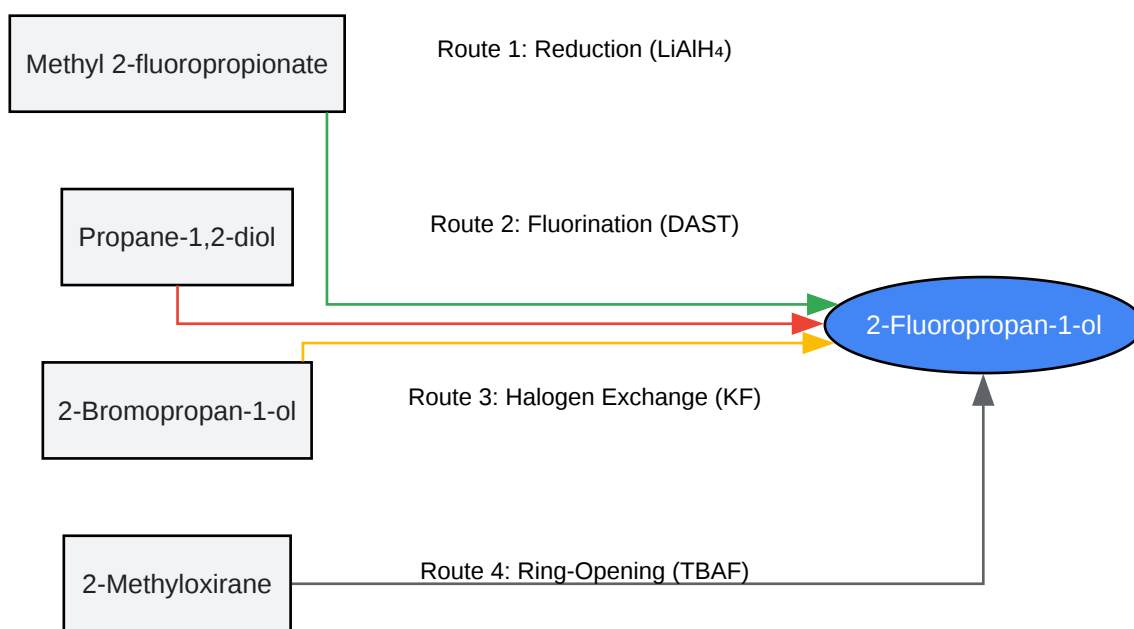 Methyl 2-fluoropropionate
Route 1: Reduction (LiAlH₄)
Propane-1,2-diol
Route 2: Fluorination (DAST)
2-Fluoropropan-1-ol
2-Bromopropan-1-ol
Route 3: Halogen Exchange (KF)
2-Methyloxirane
Route 4: Ring-Opening (TBAF)